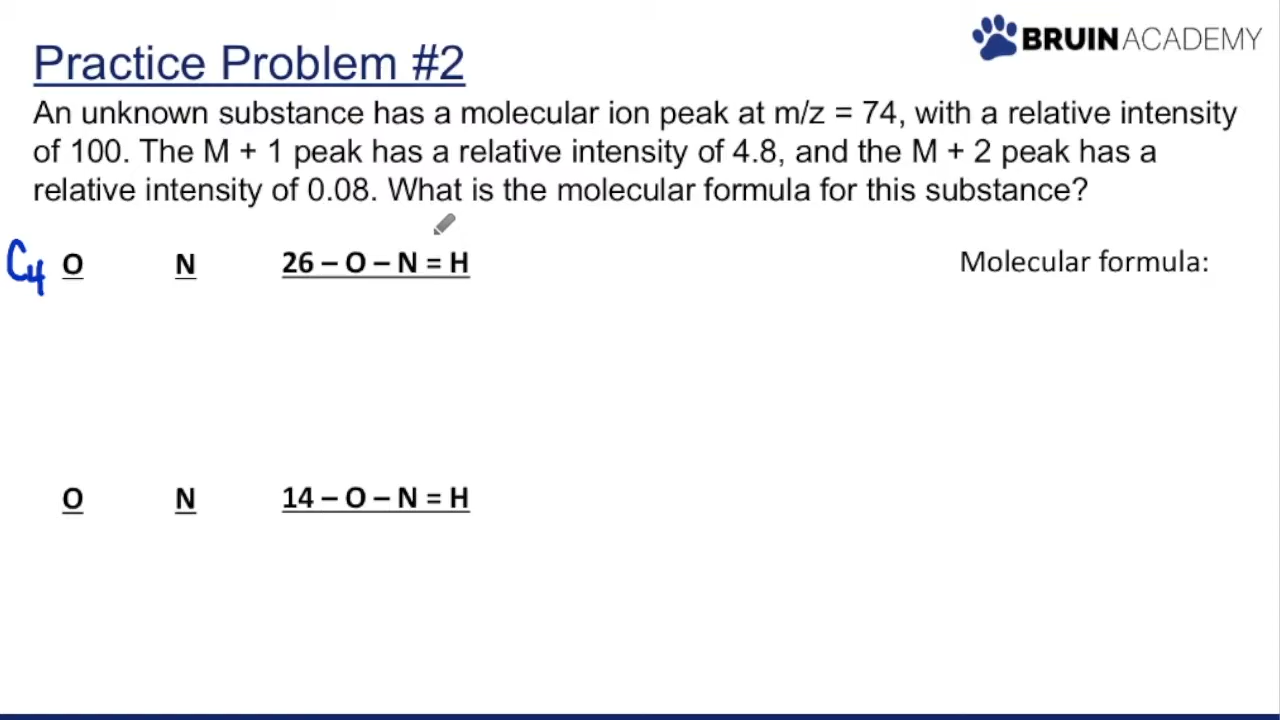 BRUIN ACADEMY
Practice Problem #2
An unknown substance has a molecular ion peak at m/z = 74, with a relative intensity
of 100. The M + 1 peak has a relative intensity of 4.8, and the M + 2 peak has a
relative intensity of 0.08. What is the molecular formula for this substance?
C4 O N 26 – O – N = H Molecular formula:
O N 14 – O – N = H